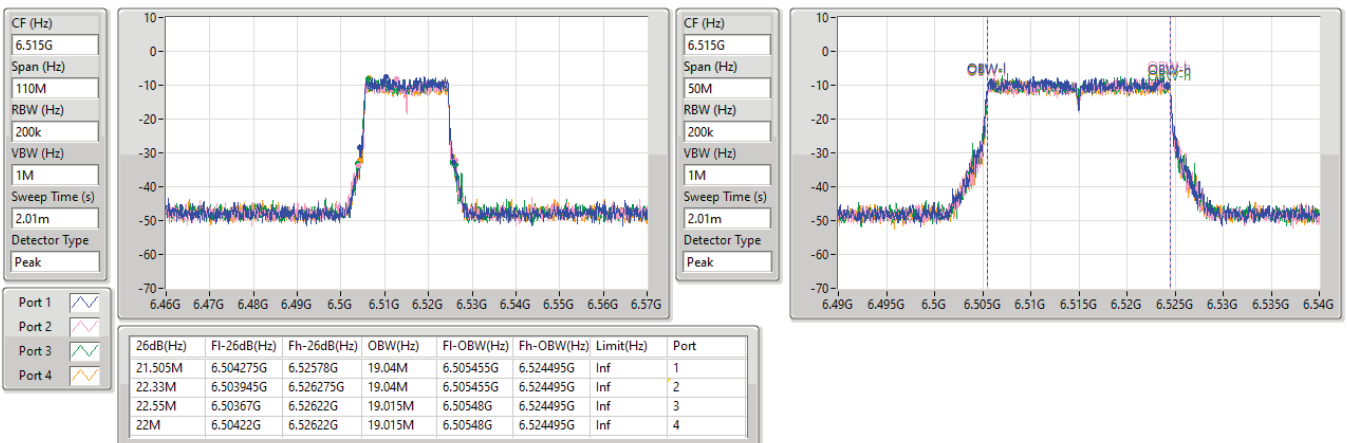 CF (Hz)
6.515G
Span (Hz)
110M
RBW (Hz)
200k
VBW (Hz)
1M
Sweep Time (s)
2.01m
Detector Type
Peak
10
0
-10
-20
-30
-40
-50
-60
-70
6.46G 6.47G 6.48G 6.49G 6.5G 6.51G 6.52G 6.53G 6.54G 6.55G 6.56G 6.57G
CF (Hz)
6.515G
Span (Hz)
50M
RBW (Hz)
200k
VBW (Hz)
1M
Sweep Time (s)
2.01m
Detector Type
Peak
10
0
-10
-20
-30
-40
-50
-60
-70
OBW-l OBW-h
6.49G 6.495G 6.5G 6.505G 6.51G 6.515G 6.52G 6.525G 6.53G 6.535G 6.54G
Port 1
Port 2
Port 3
Port 4
26dB(Hz) Fl-26dB(Hz) Fh-26dB(Hz) OBW(Hz) Fl-OBW(Hz) Fh-OBW(Hz) Limit(Hz) Port
21.505M 6.504275G 6.52578G 19.04M 6.505455G 6.524495G Inf 1
22.33M 6.503945G 6.526275G 19.04M 6.505455G 6.524495G Inf 2
22.55M 6.50367G 6.52622G 19.015M 6.50548G 6.524495G Inf 3
22M 6.50422G 6.52622G 19.015M 6.50548G 6.524495G Inf 4